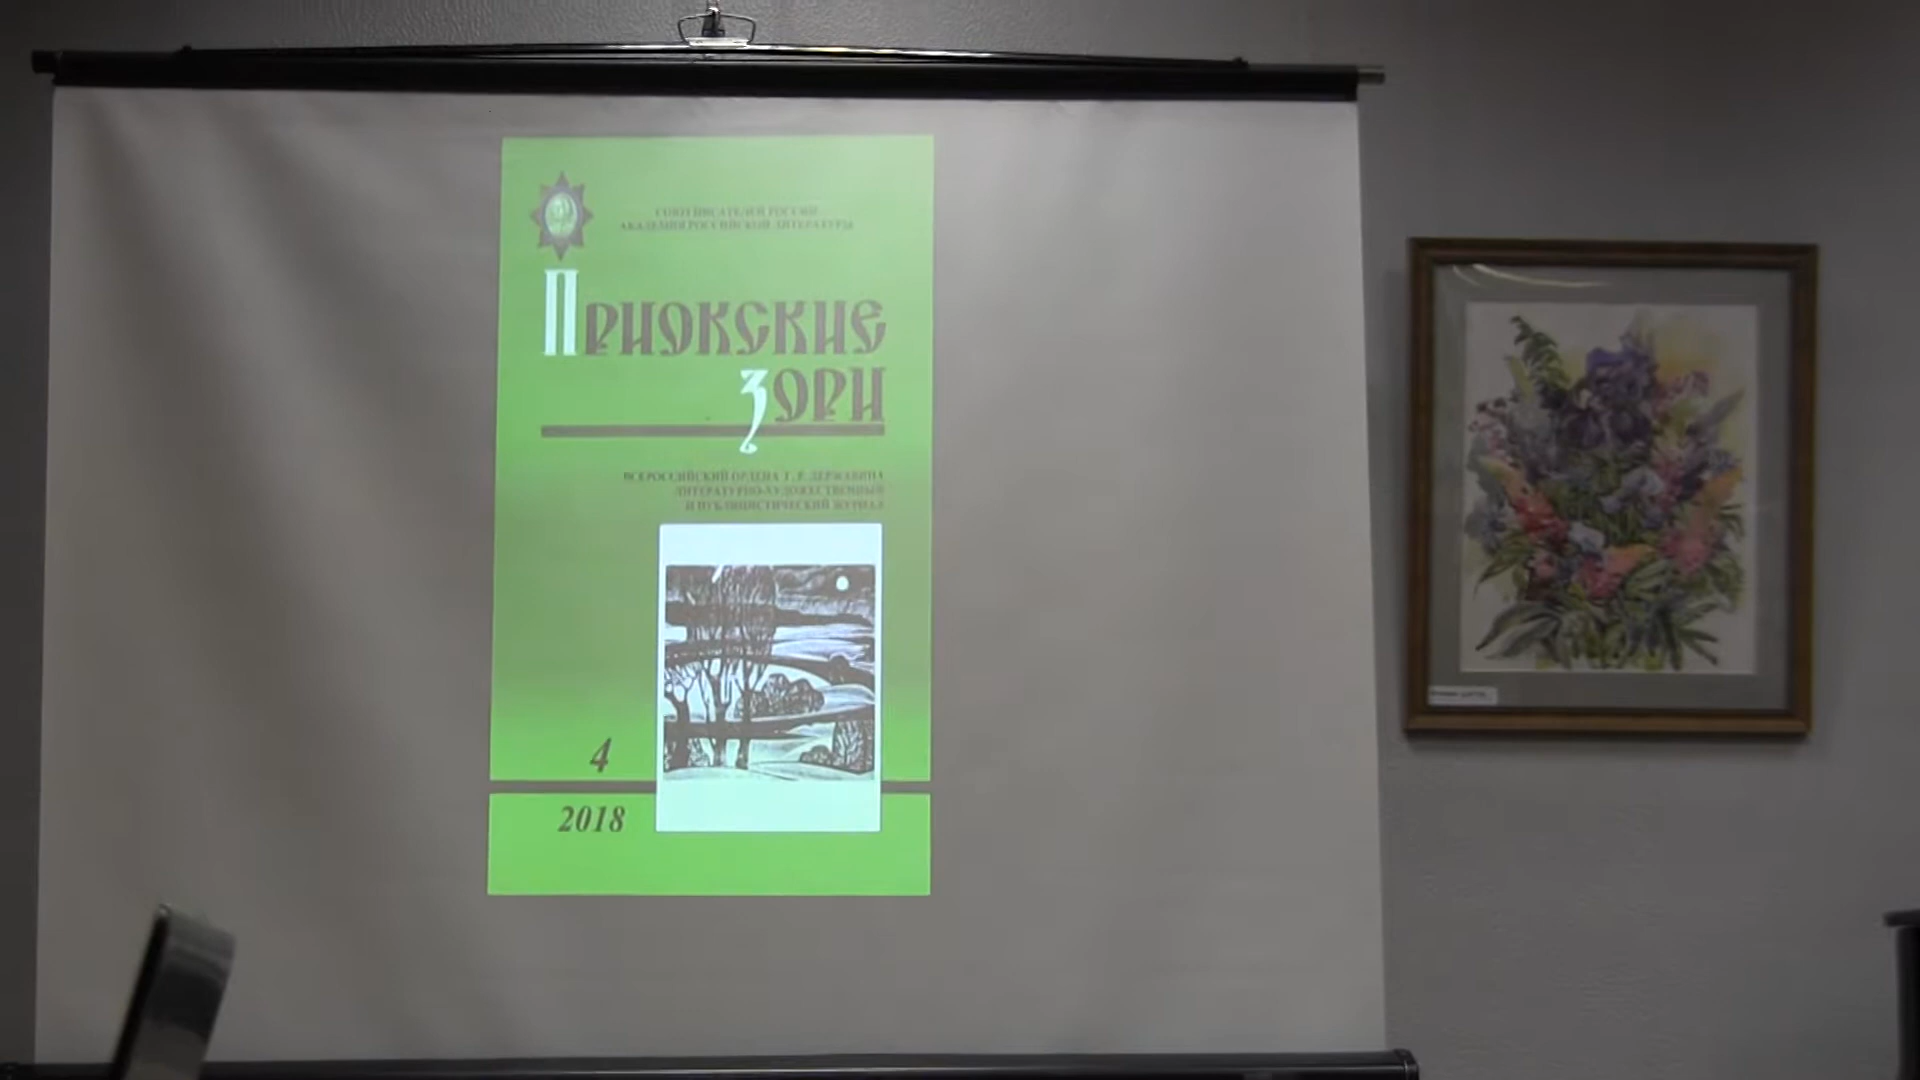 СОЮЗ ПИСАТЕЛЕЙ РОССИИ
АКАДЕМИЯ РОССИЙСКОЙ ЛИТЕРАТУРЫ
Приокские
зори
ВСЕРОССИЙСКИЙ ОРДЕНА Г. Р. ДЕРЖАВИНА
ЛИТЕРАТУРНО-ХУДОЖЕСТВЕННЫЙ
И ПУБЛИЦИСТИЧЕСКИЙ ЖУРНАЛ
4
2018